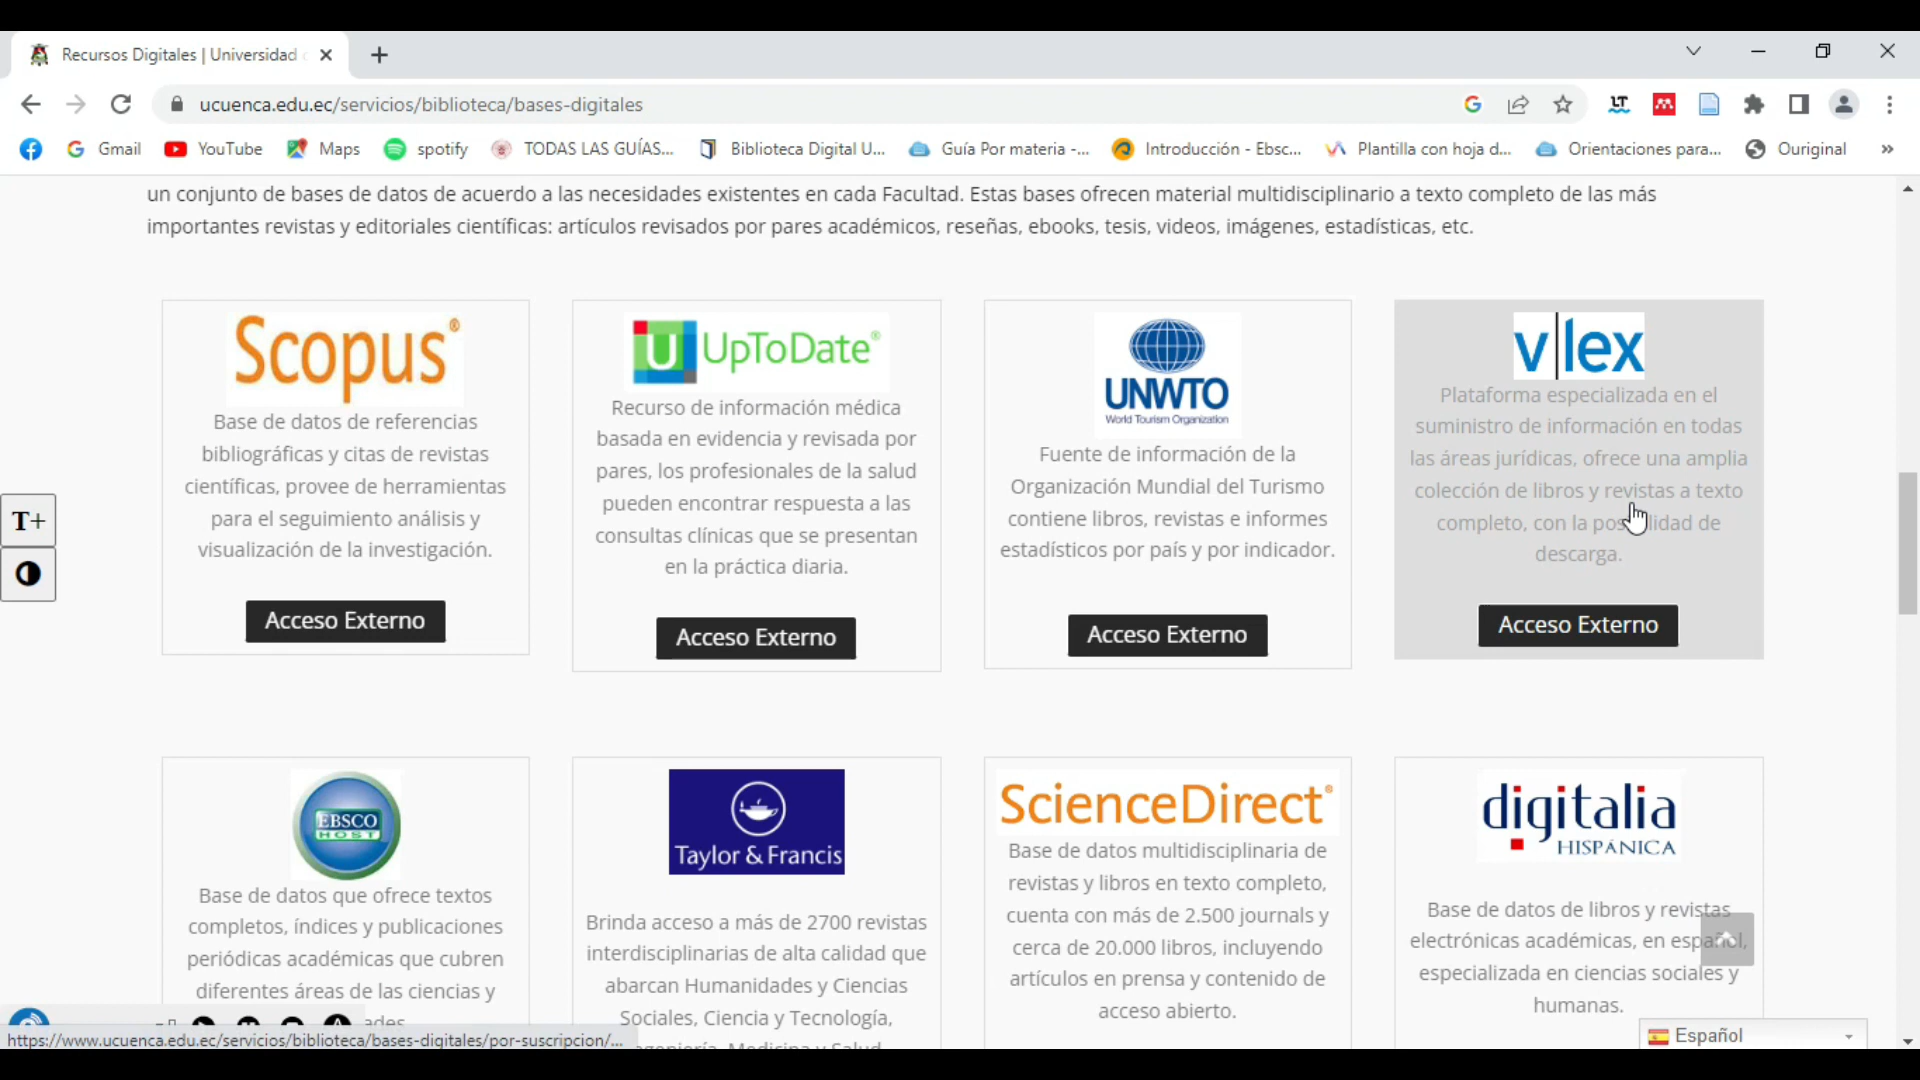 Recursos Digitales | Universidad
ucuenca.edu.ec/servicios/biblioteca/bases-digitales
Gmail YouTube Maps spotify TODAS LAS GUÍAS... Biblioteca Digital U... Guía Por materia -... Introducción - Ebsc... Plantilla con hoja d... Orientaciones para... Ouriginal »
un conjunto de bases de datos de acuerdo a las necesidades existentes en cada Facultad. Estas bases ofrecen material multidisciplinario a texto completo de las más
importantes revistas y editoriales científicas: artículos revisados por pares académicos, reseñas, ebooks, tesis, videos, imágenes, estadísticas, etc.
T+
Scopus®
Base de datos de referencias
bibliográficas y citas de revistas
científicas, provee de herramientas
para el seguimiento análisis y
visualización de la investigación.
Acceso Externo
U UpToDate®
Recurso de información médica
basada en evidencia y revisada por
pares, los profesionales de la salud
pueden encontrar respuesta a las
consultas clínicas que se presentan
en la práctica diaria.
Acceso Externo
UNWTO
World Tourism Organization
Fuente de información de la
Organización Mundial del Turismo
contiene libros, revistas e informes
estadísticos por país y por indicador.
Acceso Externo
v|lex
Plataforma especializada en el
suministro de información en todas
las áreas jurídicas, ofrece una amplia
colección de libros y revistas a texto
completo, con la posibilidad de
descarga.
Acceso Externo
EBSCO
HOST
Base de datos que ofrece textos
completos, índices y publicaciones
periódicas académicas que cubren
diferentes áreas de las ciencias y
Taylor & Francis
Brinda acceso a más de 2700 revistas
interdisciplinarias de alta calidad que
abarcan Humanidades y Ciencias
Sociales, Ciencia y Tecnología,
ScienceDirect®
Base de datos multidisciplinaria de
revistas y libros en texto completo,
cuenta con más de 2.500 journals y
cerca de 20.000 libros, incluyendo
artículos en prensa y contenido de
acceso abierto.
digitalia
HISPÁNICA
Base de datos de libros y revistas
electrónicas académicas, en español,
especializada en ciencias sociales y
humanas.
https://www.ucuenca.edu.ec/servicios/biblioteca/bases-digitales/por-suscripcion/...
Español